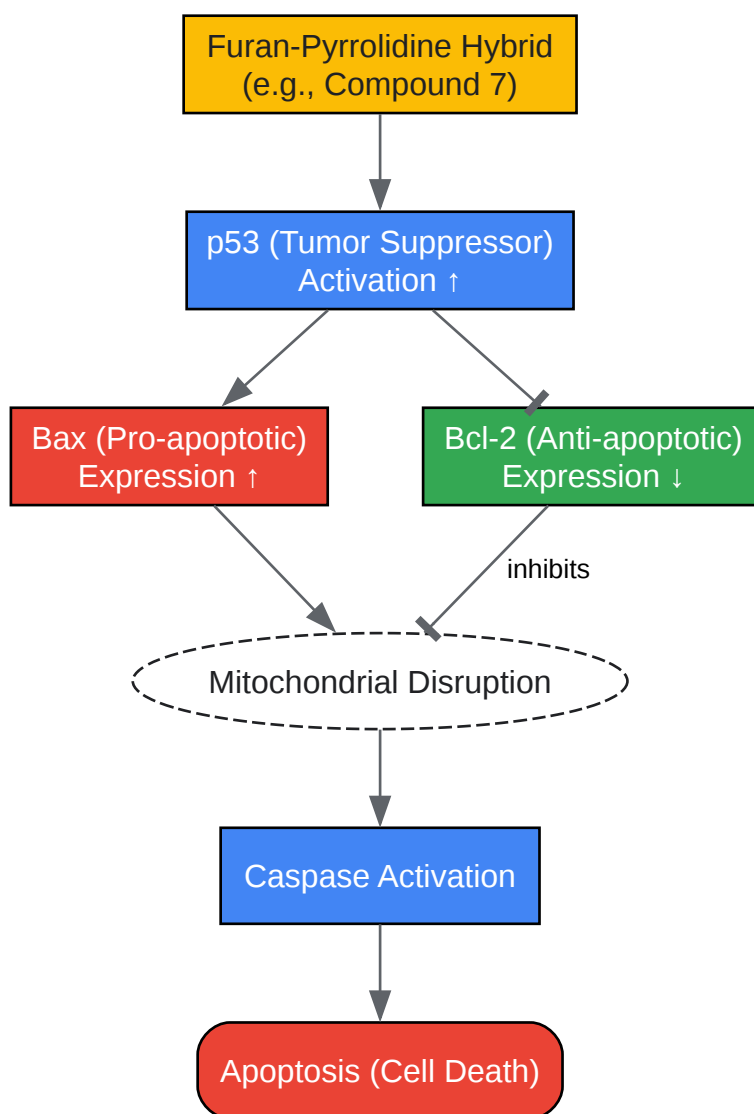 Furan-Pyrrolidine Hybrid
(e.g., Compound 7)
p53 (Tumor Suppressor)
Activation ↑
Bax (Pro-apoptotic)
Expression ↑
Bcl-2 (Anti-apoptotic)
Expression ↓
inhibits
Mitochondrial Disruption
Caspase Activation
Apoptosis (Cell Death)